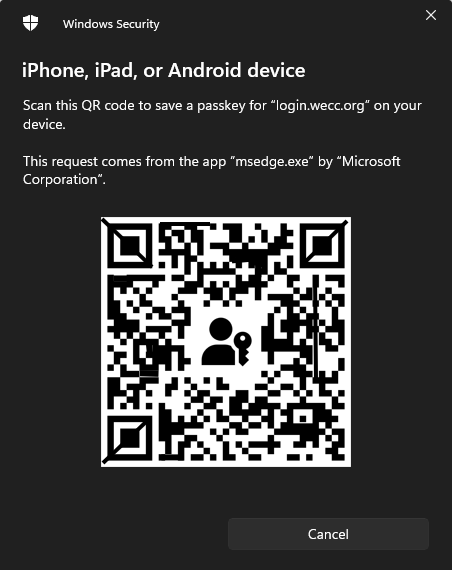 Windows Security
iPhone, iPad, or Android device
Scan this QR code to save a passkey for “login.wecc.org” on your
device.
This request comes from the app “msedge.exe” by “Microsoft
Corporation”.
Cancel